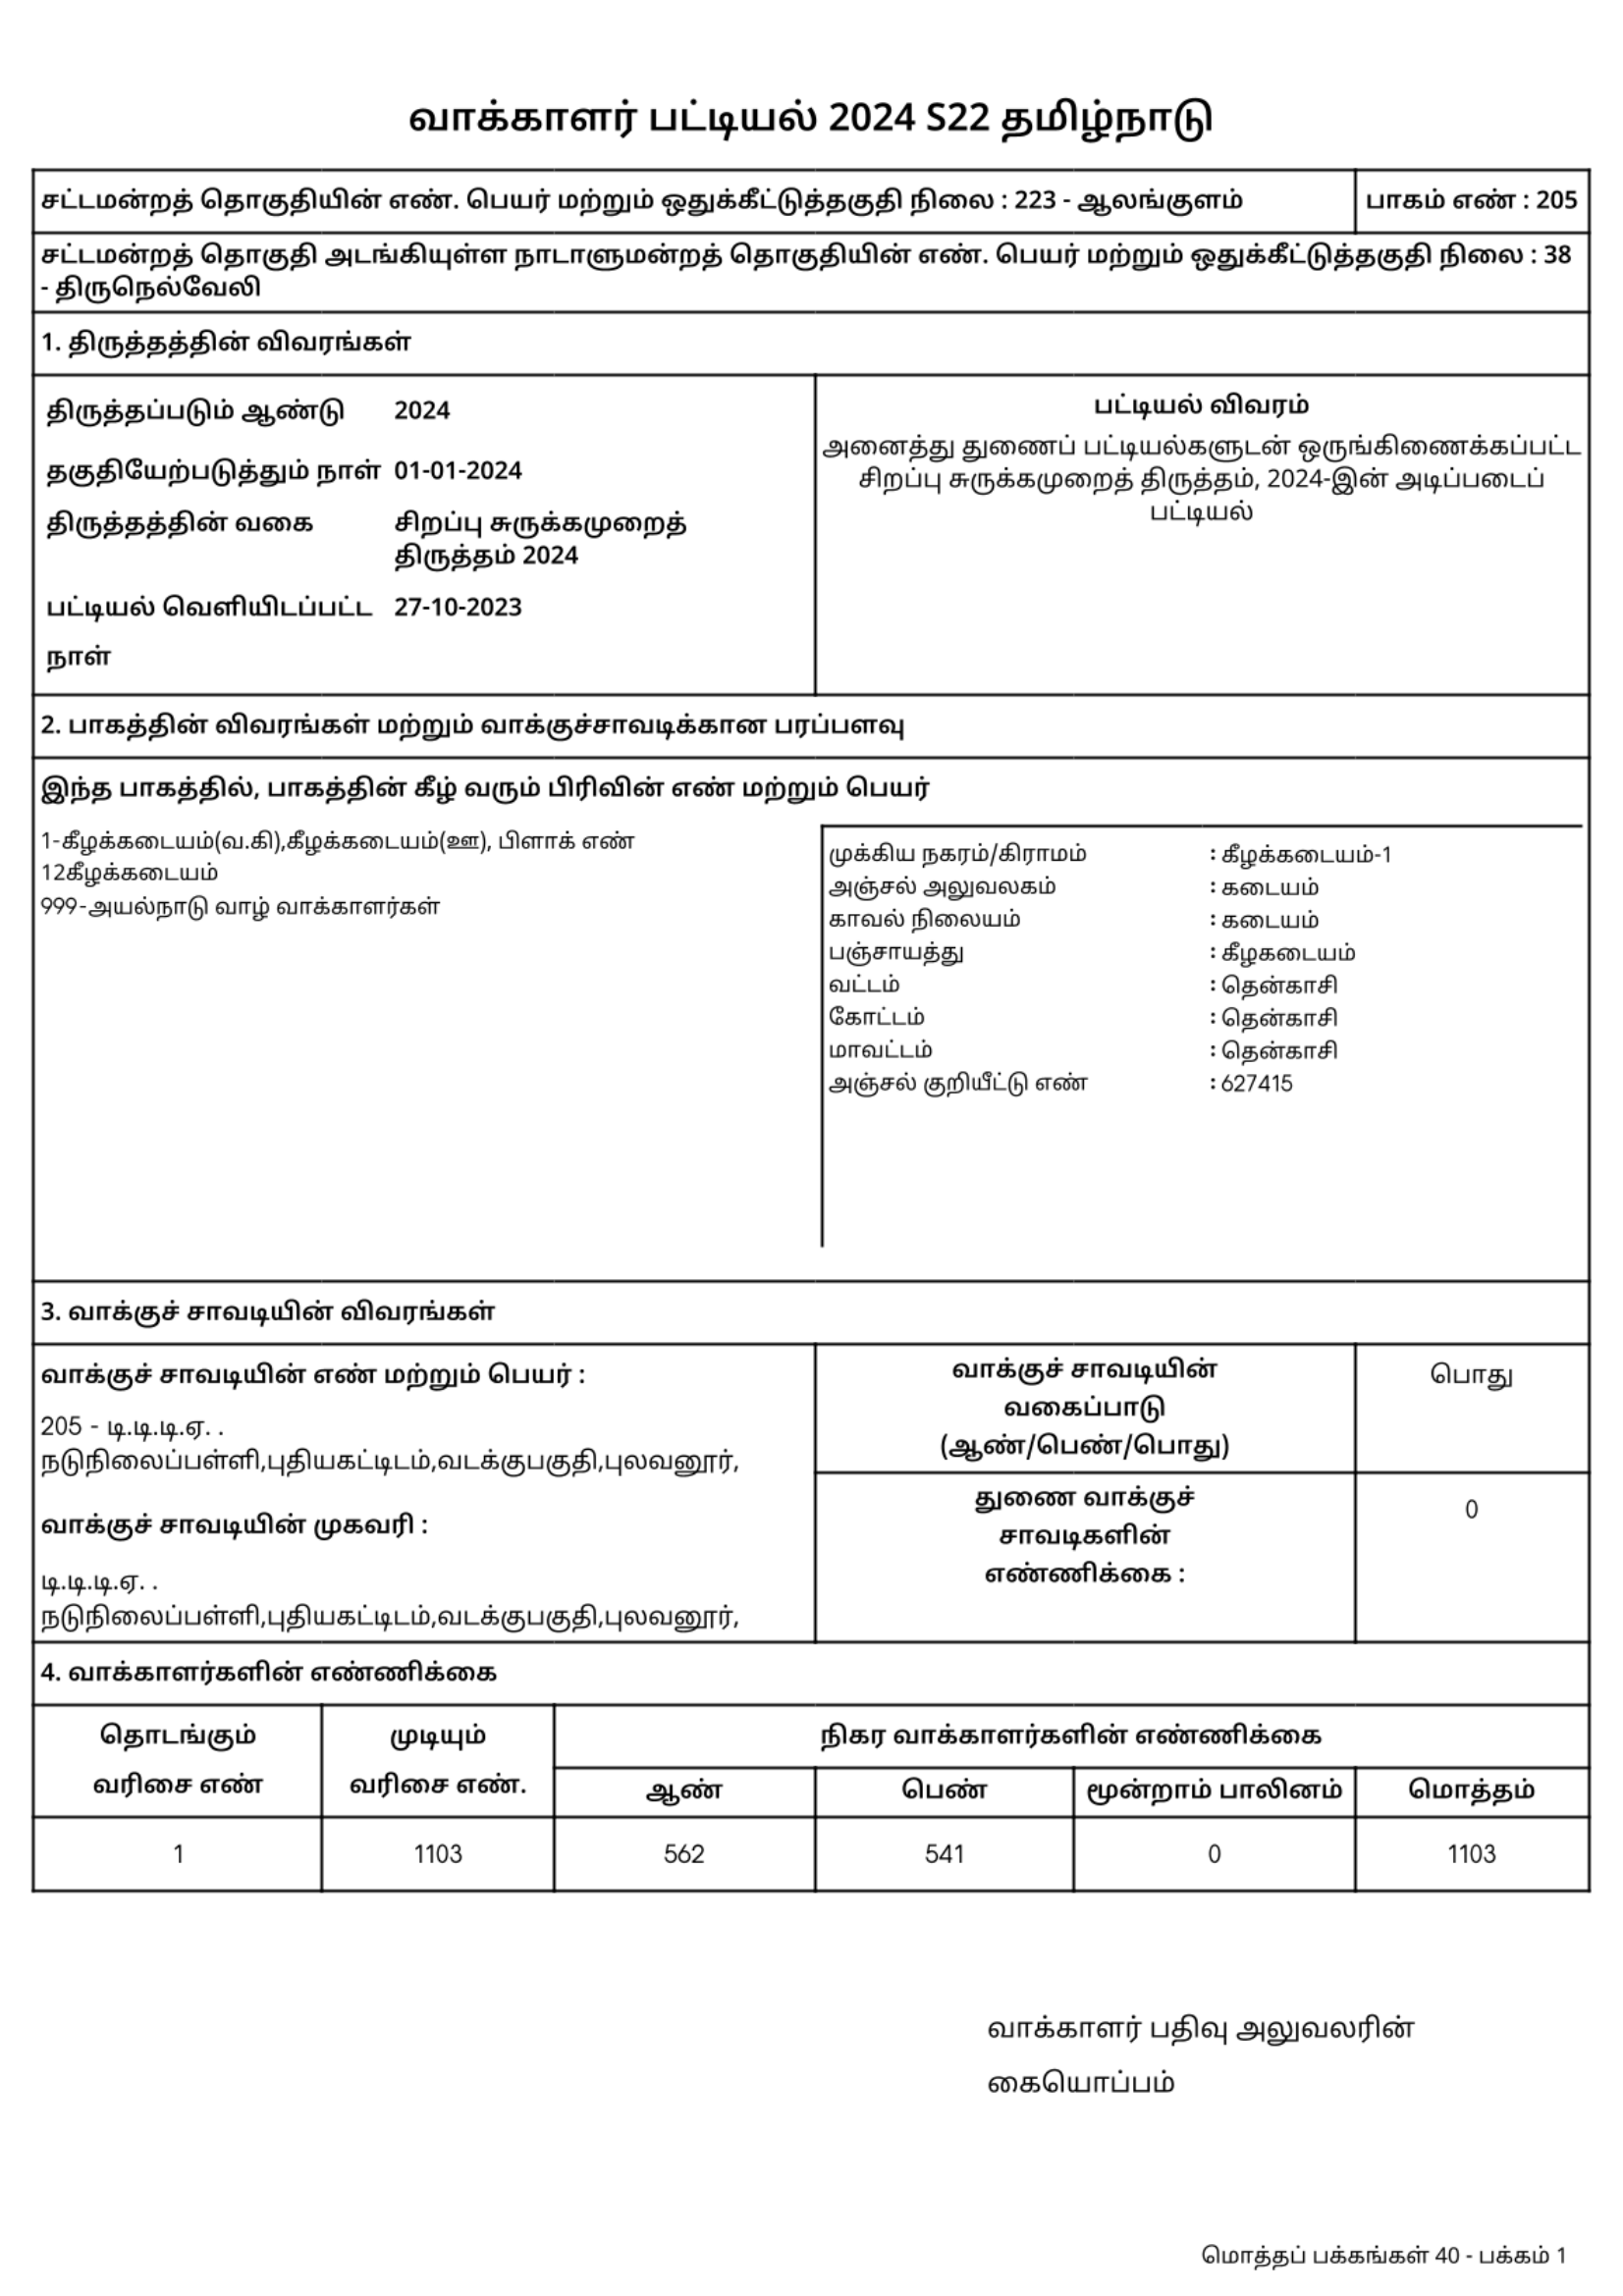 வாக்காளர் பட்டியல் 2024 S22 தமிழ்நாடு
சட்டமன்றத் தொகுதியின் எண். பெயர் மற்றும் ஒதுக்கீட்டுத்தகுதி நிலை : 223 - ஆலங்குளம்
பாகம் எண் : 205
சட்டமன்றத் தொகுதி அடங்கியுள்ள நாடாளுமன்றத் தொகுதியின் எண். பெயர் மற்றும் ஒதுக்கீட்டுத்தகுதி நிலை : 38
- திருநெல்வேலி
1. திருத்தத்தின் விவரங்கள்
திருத்தப்படும் ஆண்டு 2024
தகுதியேற்படுத்தும் நாள் 01-01-2024
திருத்தத்தின் வகை சிறப்பு சுருக்கமுறைத்
திருத்தம் 2024
பட்டியல் வெளியிடப்பட்ட 27-10-2023
நாள்
பட்டியல் விவரம்
அனைத்து துணைப் பட்டியல்களுடன் ஒருங்கிணைக்கப்பட்ட
சிறப்பு சுருக்கமுறைத் திருத்தம், 2024-இன் அடிப்படைப்
பட்டியல்
2. பாகத்தின் விவரங்கள் மற்றும் வாக்குச்சாவடிக்கான பரப்பளவு
இந்த பாகத்தில், பாகத்தின் கீழ் வரும் பிரிவின் எண் மற்றும் பெயர்
1-கீழக்கடையம்(வ.கி),கீழக்கடையம்(ஊ), பிளாக் எண்
12கீழக்கடையம்
999-அயல்நாடு வாழ் வாக்காளர்கள்
முக்கிய நகரம்/கிராமம் : கீழக்கடையம்-1
அஞ்சல் அலுவலகம் : கடையம்
காவல் நிலையம் : கடையம்
பஞ்சாயத்து : கீழகடையம்
வட்டம் : தென்காசி
கோட்டம் : தென்காசி
மாவட்டம் : தென்காசி
அஞ்சல் குறியீட்டு எண் : 627415
3. வாக்குச் சாவடியின் விவரங்கள்
வாக்குச் சாவடியின் எண் மற்றும் பெயர் :
205 - டி.டி.டி.ஏ. .
நடுநிலைப்பள்ளி,புதியகட்டிடம்,வடக்குபகுதி,புலவனூர்,
வாக்குச் சாவடியின் முகவரி :
டி.டி.டி.ஏ. .
நடுநிலைப்பள்ளி,புதியகட்டிடம்,வடக்குபகுதி,புலவனூர்,
வாக்குச் சாவடியின்
வகைப்பாடு
(ஆண்/பெண்/பொது)
பொது
துணை வாக்குச்
சாவடிகளின்
எண்ணிக்கை :
0
4. வாக்காளர்களின் எண்ணிக்கை
தொடங்கும்
வரிசை எண்
முடியும்
வரிசை எண்.
நிகர வாக்காளர்களின் எண்ணிக்கை
ஆண் பெண் மூன்றாம் பாலினம் மொத்தம்
1 1103 562 541 0 1103
வாக்காளர் பதிவு அலுவலரின்
கையொப்பம்
மொத்தப் பக்கங்கள் 40 - பக்கம் 1